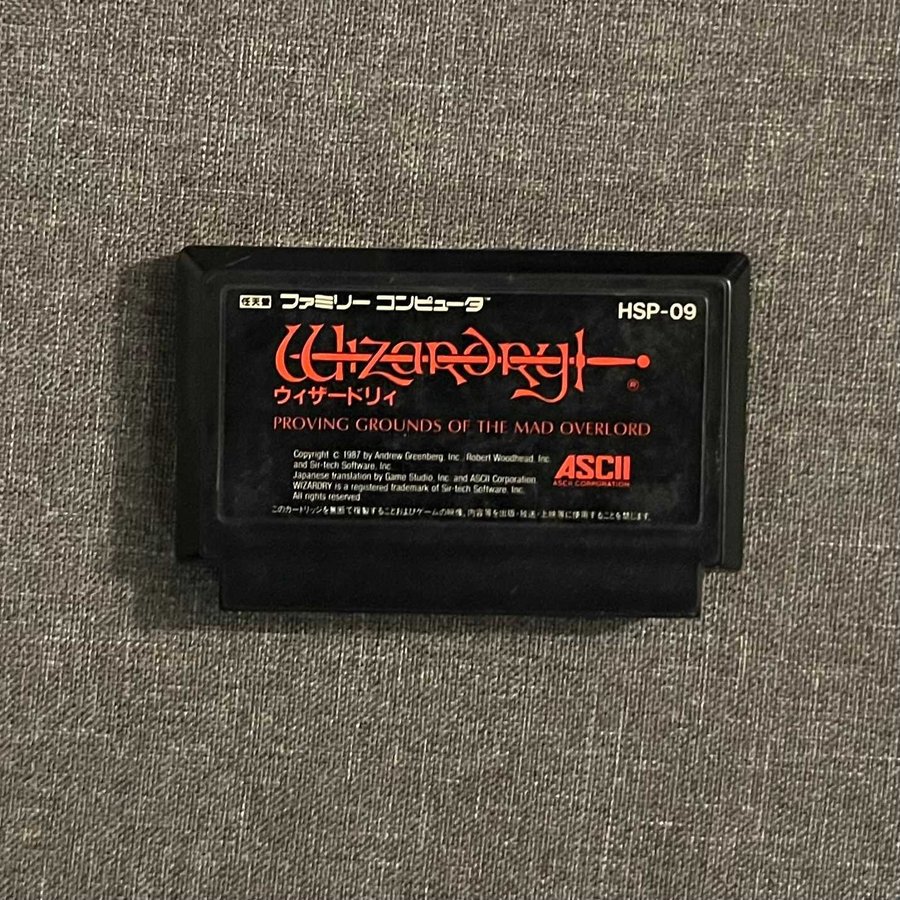 任天堂 ファミリー コンピュータ™
HSP-09
Wizardry
®
ウィザードリィ
PROVING GROUNDS OF THE MAD OVERLORD
Copyright © 1987 by Andrew Greenberg, Inc., Robert Woodhead, Inc.
and Sir-tech Software, Inc.
Japanese translation by Game Studio, Inc. and ASCII Corporation.
WIZARDRY is a registered trademark of Sir-tech Software, Inc.
All rights reserved.
ASCII
ASCII CORPORATION
このカートリッジを無断で複製することおよびゲームの映像、内容等を出版・放送・上映等に使用することを禁じます。